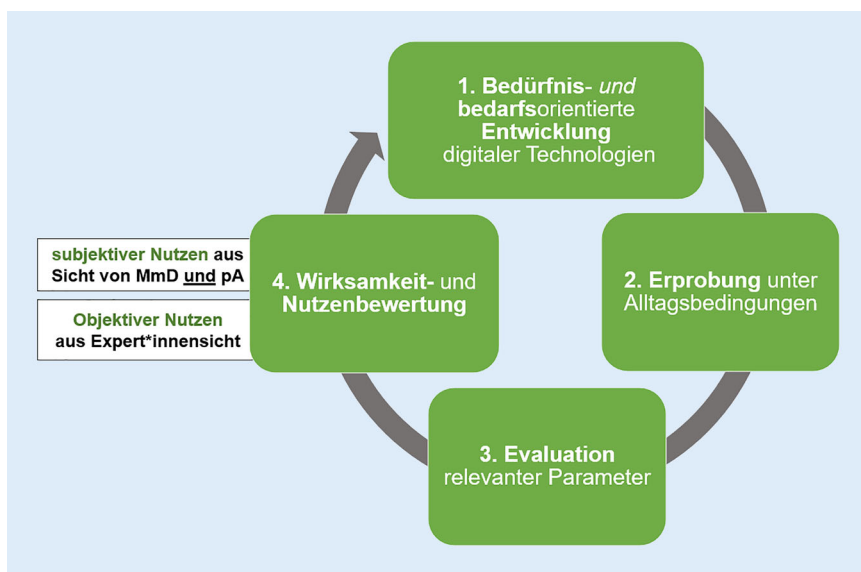 1. Bedürfnis- und
bedarfsorientierte
Entwicklung
digitaler Technologien
2. Erprobung unter
Alltagsbedingungen
3. Evaluation
relevanter Parameter
4. Wirksamkeit- und
Nutzenbewertung
subjektiver Nutzen aus
Sicht von MmD und pA
Objektiver Nutzen
aus Expert*innensicht